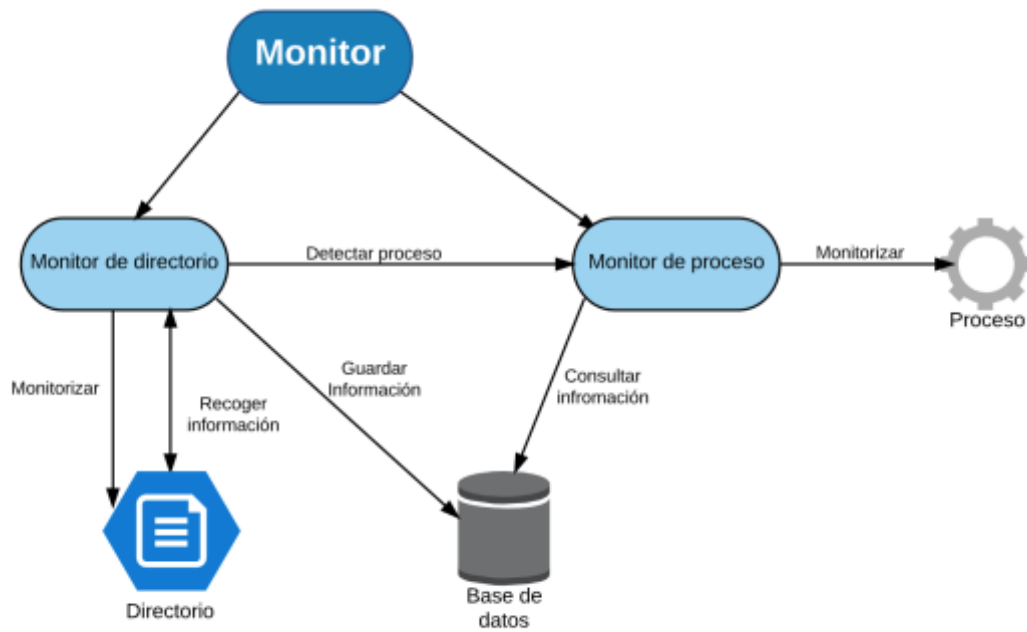 Monitor
Monitor de directorio
Detectar proceso
Monitor de proceso
Monitorizar
Proceso
Monitorizar
Recoger
información
Guardar
Información
Consultar
infromación
Directorio
Base de
datos